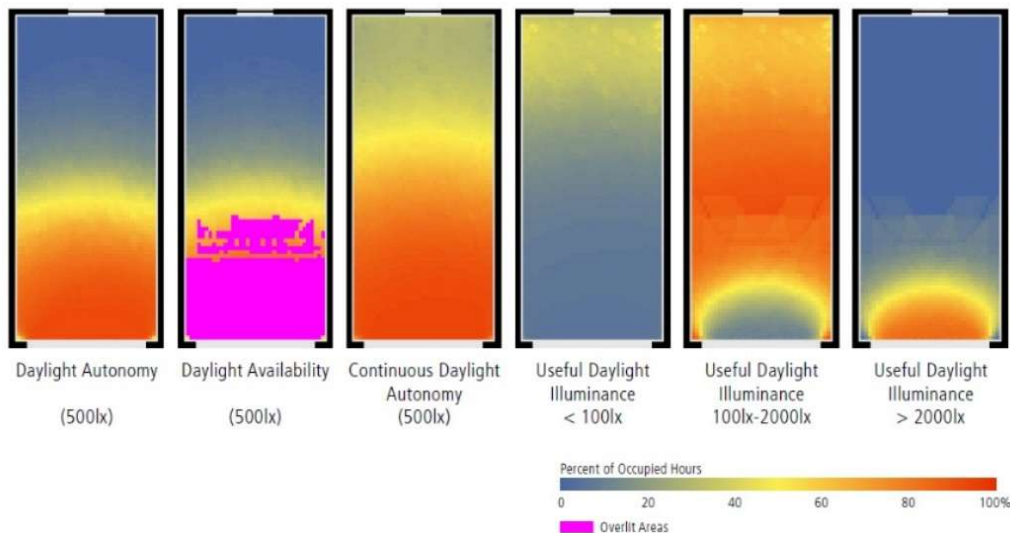 Daylight Autonomy
(500lx)
Daylight Availability
(500lx)
Continuous Daylight
Autonomy
(500lx)
Useful Daylight
Illuminance
< 100lx
Useful Daylight
Illuminance
100lx-2000lx
Useful Daylight
Illuminance
> 2000lx
Percent of Occupied Hours
0 20 40 60 80 100%
Overlit Areas